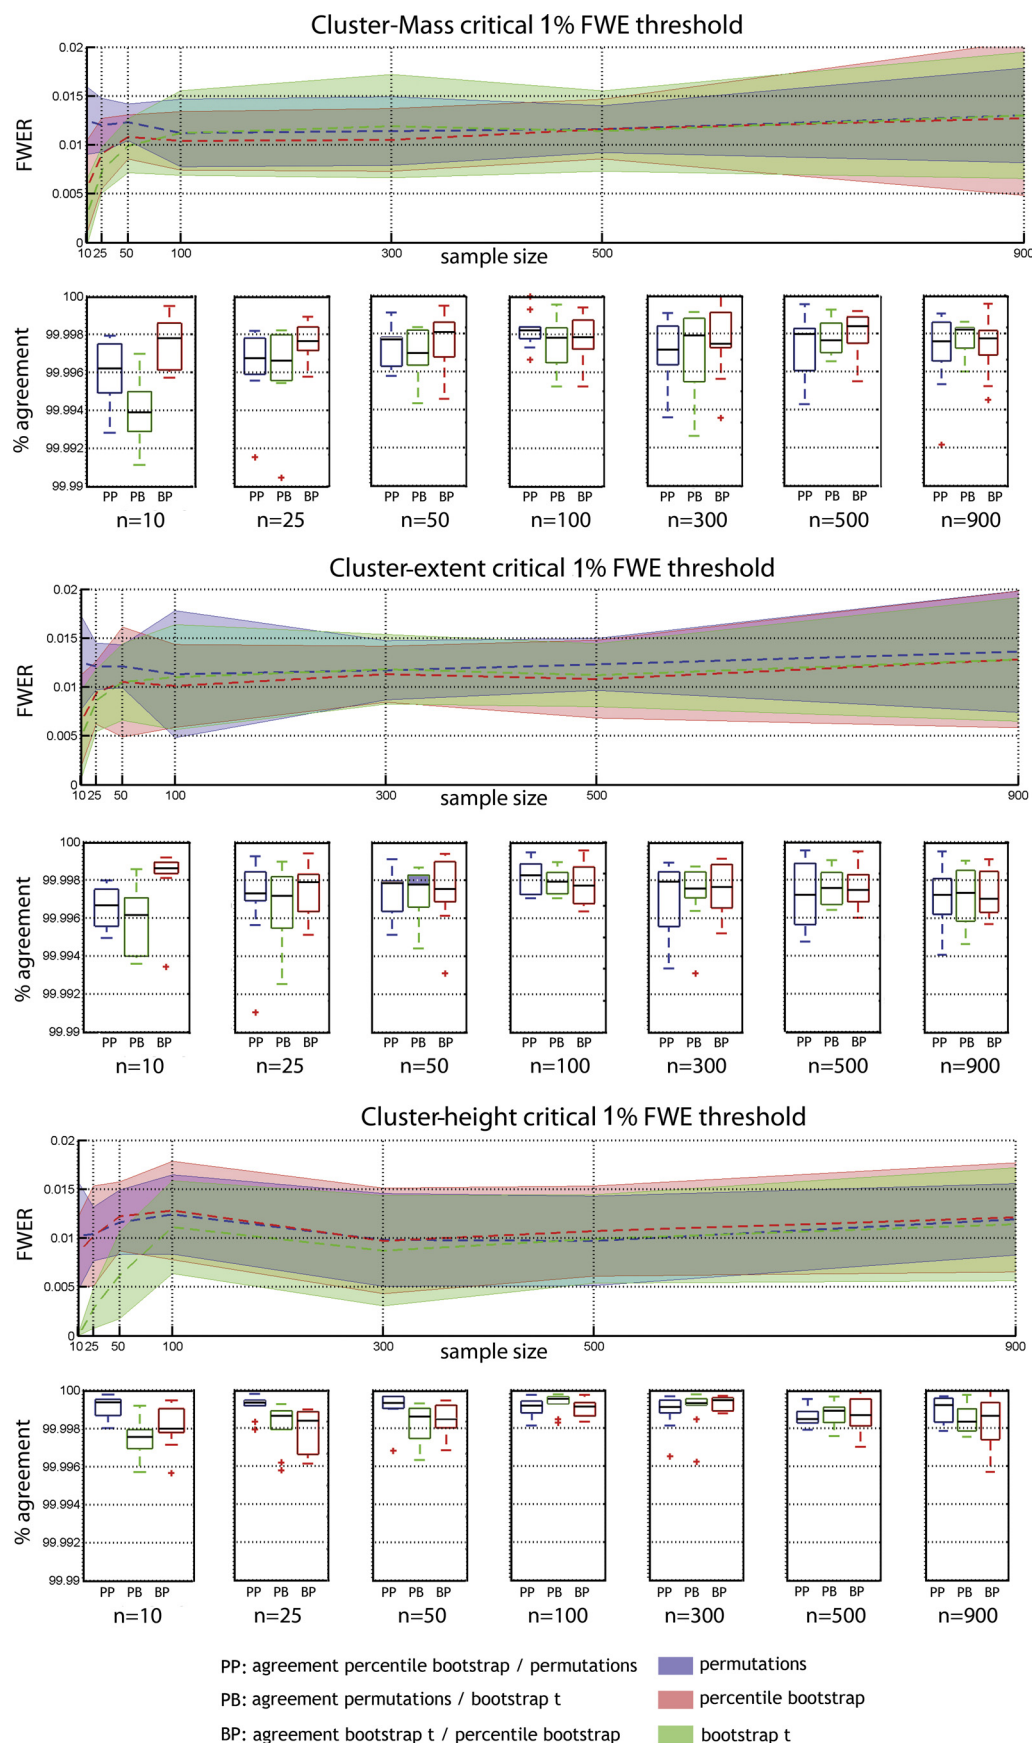 Cluster-Mass critical 1% FWE threshold
0.02
0.015
0.01
0.005
0
FWER
10 25 50 100 300 500 900
sample size
% agreement
100
99.998
99.996
99.994
99.992
99.99
PP PB BP PP PB BP PP PB BP PP PB BP PP PB BP PP PB BP PP PB BP
n=10 n=25 n=50 n=100 n=300 n=500 n=900
Cluster-extent critical 1% FWE threshold
0.02
0.015
0.01
0.005
0
FWER
10 25 50 100 300 500 900
sample size
% agreement
100
99.998
99.996
99.994
99.992
99.99
PP PB BP PP PB BP PP PB BP PP PB BP PP PB BP PP PB BP PP PB BP
n=10 n=25 n=50 n=100 n=300 n=500 n=900
Cluster-height critical 1% FWE threshold
0.02
0.015
0.01
0.005
0
FWER
10 25 50 100 300 500 900
sample size
% agreement
100
99.998
99.996
99.994
99.992
99.99
PP PB BP PP PB BP PP PB BP PP PB BP PP PB BP PP PB BP PP PB BP
n=10 n=25 n=50 n=100 n=300 n=500 n=900
PP: agreement percentile bootstrap / permutations permutations
PB: agreement permutations / bootstrap t percentile bootstrap
BP: agreement bootstrap t / percentile bootstrap bootstrap t